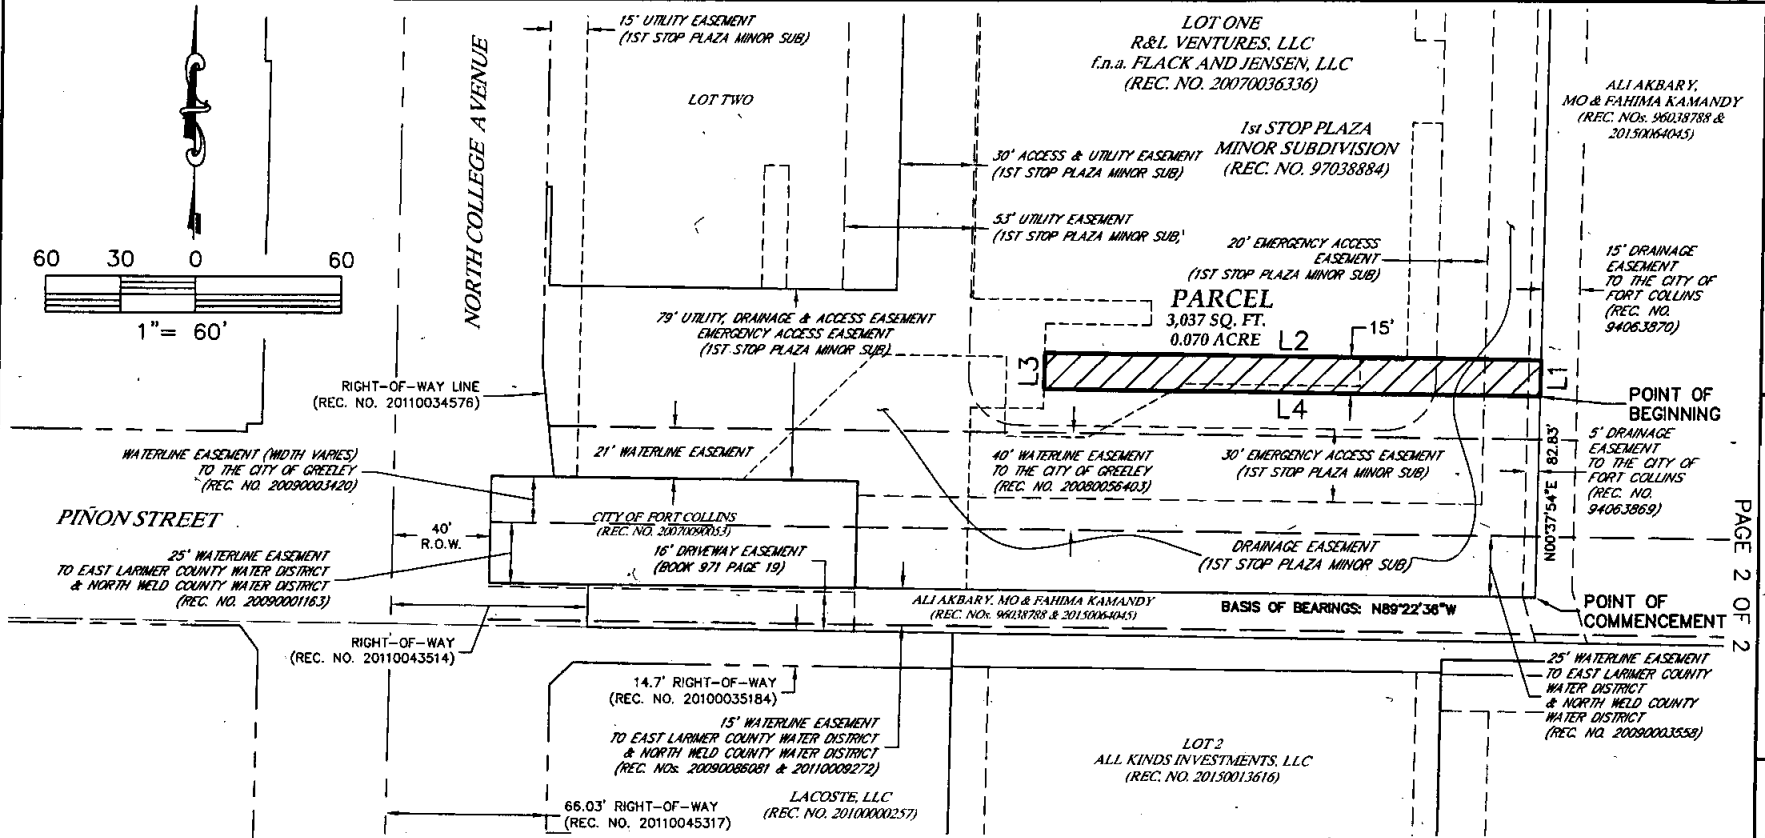 15' UTILITY EASEMENT
(1ST STOP PLAZA MINOR SUB)
NORTH COLLEGE AVENUE
LOT TWO
LOT ONE
R&L VENTURES, LLC
f.n.a. FLACK AND JENSEN, LLC
(REC. NO. 20070036336)
1st STOP PLAZA
MINOR SUBDIVISION
(REC. NO. 97038884)
ALI AKBARY,
MO & FAHIMA KAMANDY
(REC. NOs. 96038788 &
20150064045)
30' ACCESS & UTILITY EASEMENT
(1ST STOP PLAZA MINOR SUB)
53' UTILITY EASEMENT
(1ST STOP PLAZA MINOR SUB,
20' EMERGENCY ACCESS
EASEMENT
(1ST STOP PLAZA MINOR SUB)
15' DRAINAGE
EASEMENT
TO THE CITY OF
FORT COLLINS
(REC. NO.
94063870)
60 30 0 60
1"= 60'
PARCEL
3,037 SQ. FT.
0.070 ACRE
L2
15'
L3
L1
L4
79' UTILITY, DRAINAGE & ACCESS EASEMENT
EMERGENCY ACCESS EASEMENT
(1ST STOP PLAZA MINOR SUB)
RIGHT-OF-WAY LINE
(REC. NO. 20110034576)
POINT OF
BEGINNING
WATERLINE EASEMENT (WIDTH VARIES)
TO THE CITY OF GREELEY
(REC. NO. 20090003420)
21' WATERLINE EASEMENT
40' WATERLINE EASEMENT
TO THE CITY OF GREELEY
(REC. NO. 20080056403)
30' EMERGENCY ACCESS EASEMENT
(1ST STOP PLAZA MINOR SUB)
N00°37'54"E 82.83'
5' DRAINAGE
EASEMENT
TO THE CITY OF
FORT COLLINS
(REC. NO.
94063869)
PIÑON STREET
40'
R.O.W.
CITY OF FORT COLLINS
(REC. NO. 20070090053)
16' DRIVEWAY EASEMENT
(BOOK 971 PAGE 19)
DRAINAGE EASEMENT
(1ST STOP PLAZA MINOR SUB)
25' WATERLINE EASEMENT
TO EAST LARIMER COUNTY WATER DISTRICT
& NORTH WELD COUNTY WATER DISTRICT
(REC. NO. 20090001163)
ALI AKBARY, MO & FAHIMA KAMANDY
(REC. NOs. 96038788 & 20150064045)
BASIS OF BEARINGS: N89°22'36"W
POINT OF
COMMENCEMENT
PAGE 2 OF 2
RIGHT-OF-WAY
(REC. NO. 20110043514)
14.7' RIGHT-OF-WAY
(REC. NO. 20100035184)
15' WATERLINE EASEMENT
TO EAST LARIMER COUNTY WATER DISTRICT
& NORTH WELD COUNTY WATER DISTRICT
(REC. NOs. 20090086081 & 20110009272)
25' WATERLINE EASEMENT
TO EAST LARIMER COUNTY
WATER DISTRICT
& NORTH WELD COUNTY
WATER DISTRICT
(REC. NO. 20090003558)
LOT 2
ALL KINDS INVESTMENTS, LLC
(REC. NO. 20150013616)
LACOSTE, LLC
(REC. NO. 20100000257)
66.03' RIGHT-OF-WAY
(REC. NO. 20110045317)